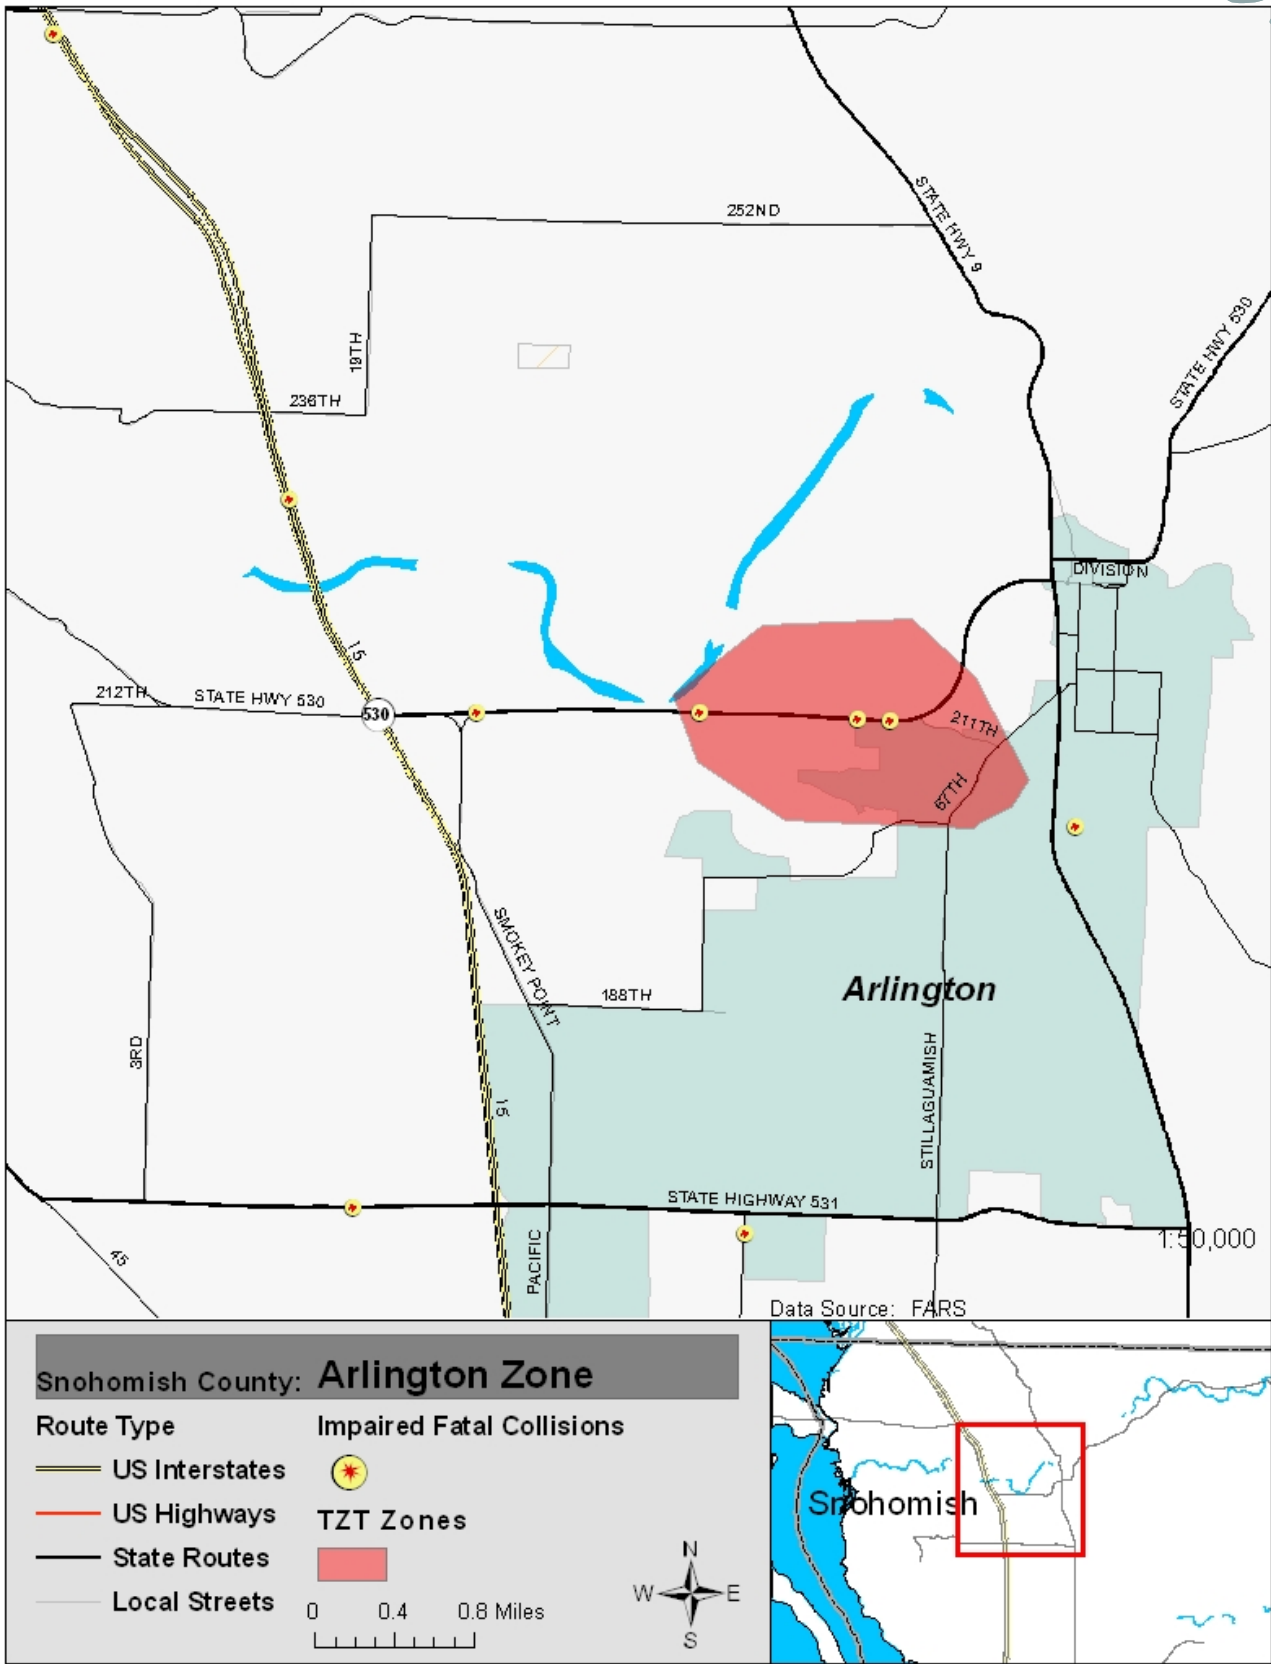 252ND
STATE HWY 9
STATE HWY 530
19TH
236TH
DIVISION
I 5
212TH
STATE HWY 530
530
211TH
67TH
SMOKEY POINT
188TH
Arlington
3RD
STILLAGUAMISH
I 5
STATE HIGHWAY 531
PACIFIC
45
1:50,000
Data Source: FARS
Snohomish County: Arlington Zone
Route Type
Impaired Fatal Collisions
US Interstates
US Highways
TZT Zones
State Routes
Local Streets
0 0.4 0.8 Miles
N
W E
S
Snohomish